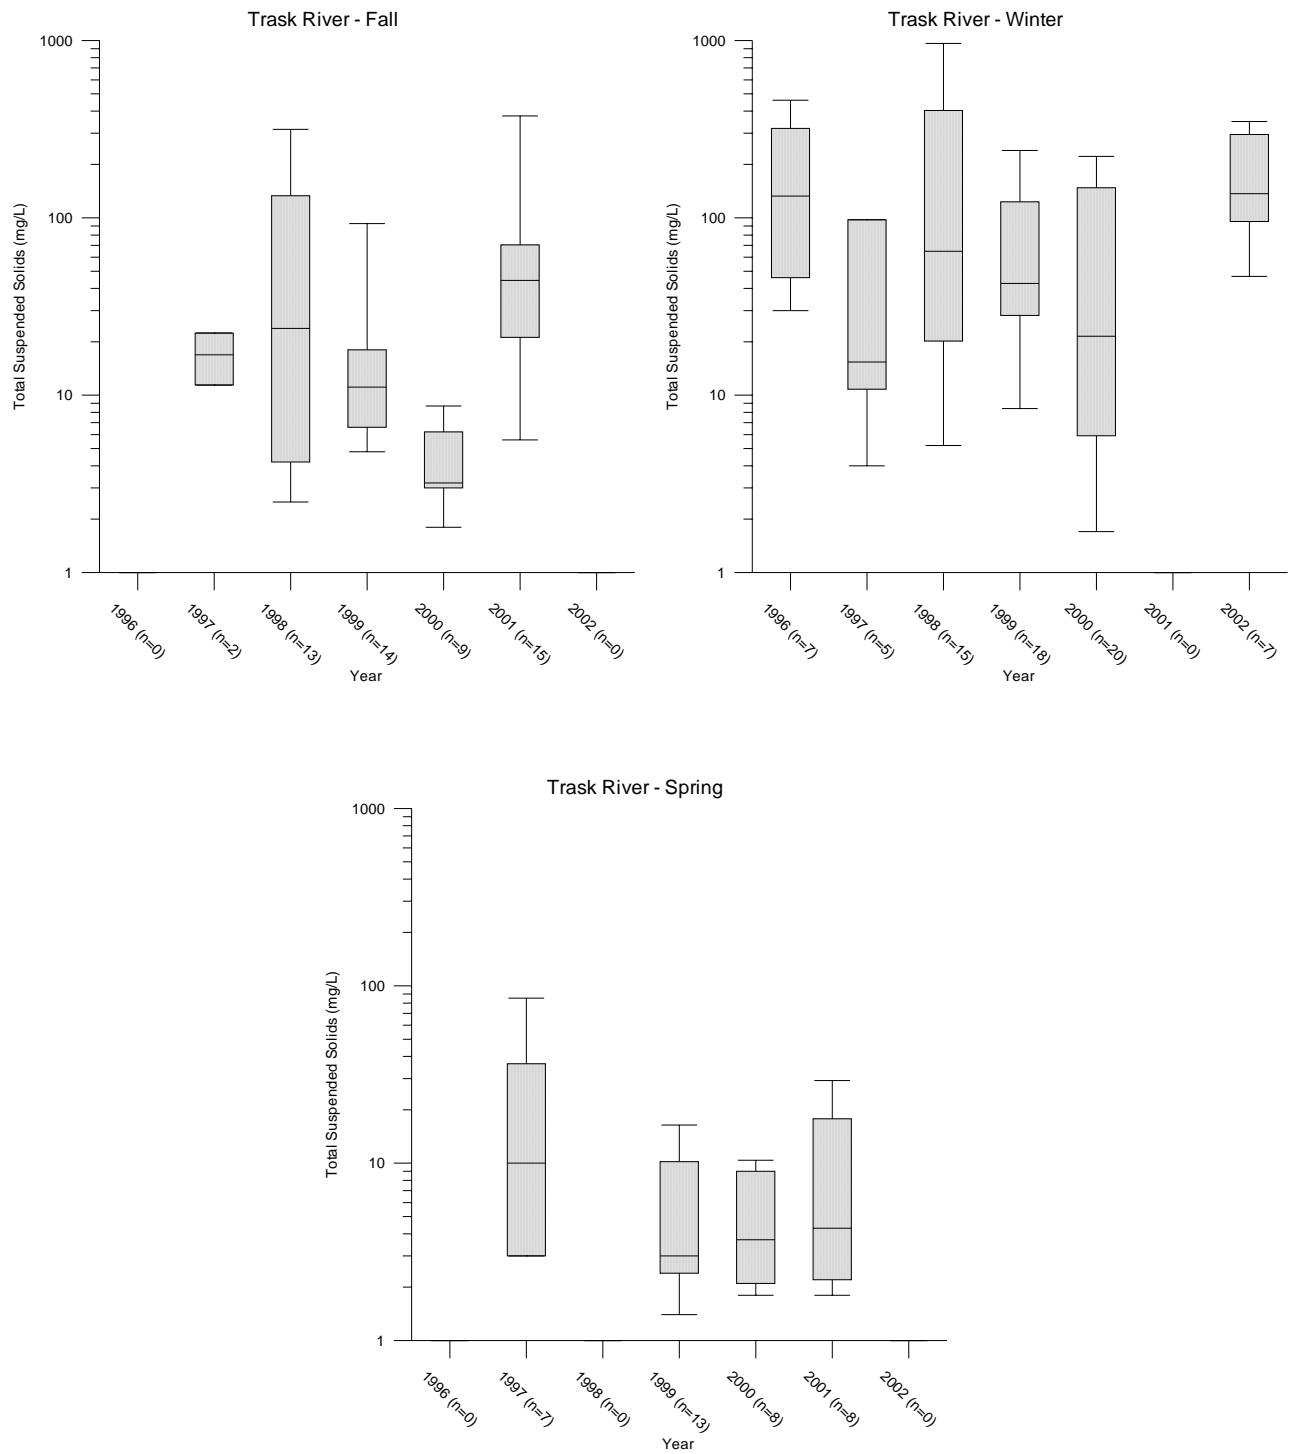 Trask River - Fall
1000
100
10
1
Total Suspended Solids (mg/L)
1996 (n=0)
1997 (n=2)
1998 (n=13)
1999 (n=14)
2000 (n=9)
2001 (n=15)
2002 (n=0)
Year
Trask River - Winter
1000
100
10
1
Total Suspended Solids (mg/L)
1996 (n=7)
1997 (n=5)
1998 (n=15)
1999 (n=18)
2000 (n=20)
2001 (n=0)
2002 (n=7)
Year
Trask River - Spring
1000
100
10
1
Total Suspended Solids (mg/L)
1996 (n=0)
1997 (n=7)
1998 (n=0)
1999 (n=13)
2000 (n=8)
2001 (n=8)
2002 (n=0)
Year